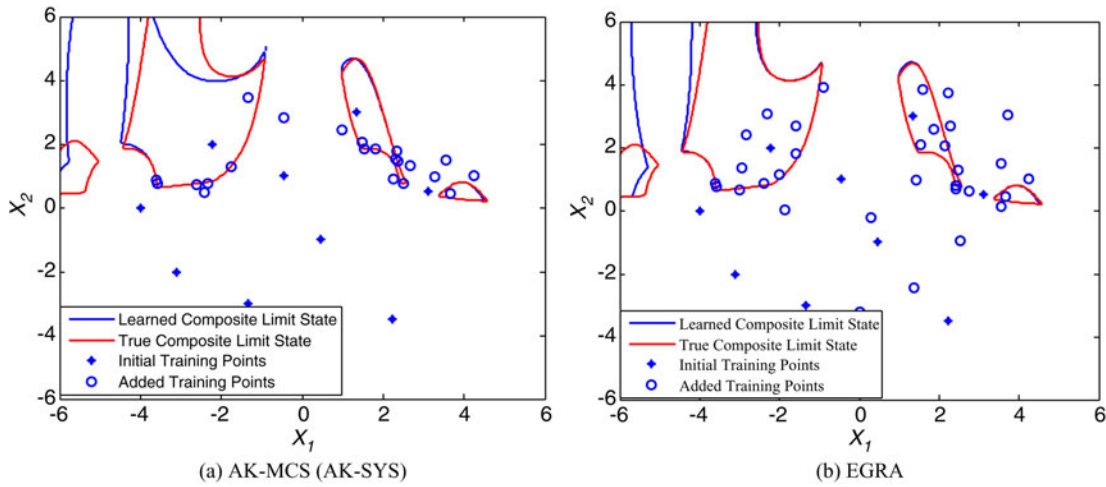 6
4
2
0
-2
-4
-6
X2
Learned Composite Limit State
True Composite Limit State
Initial Training Points
Added Training Points
-6 -4 -2 0 2 4 6
X1
(a) AK-MCS (AK-SYS)
6
4
2
0
-2
-4
-6
X2
Learned Composite Limit State
True Composite Limit State
Initial Training Points
Added Training Points
-6 -4 -2 0 2 4 6
X1
(b) EGRA